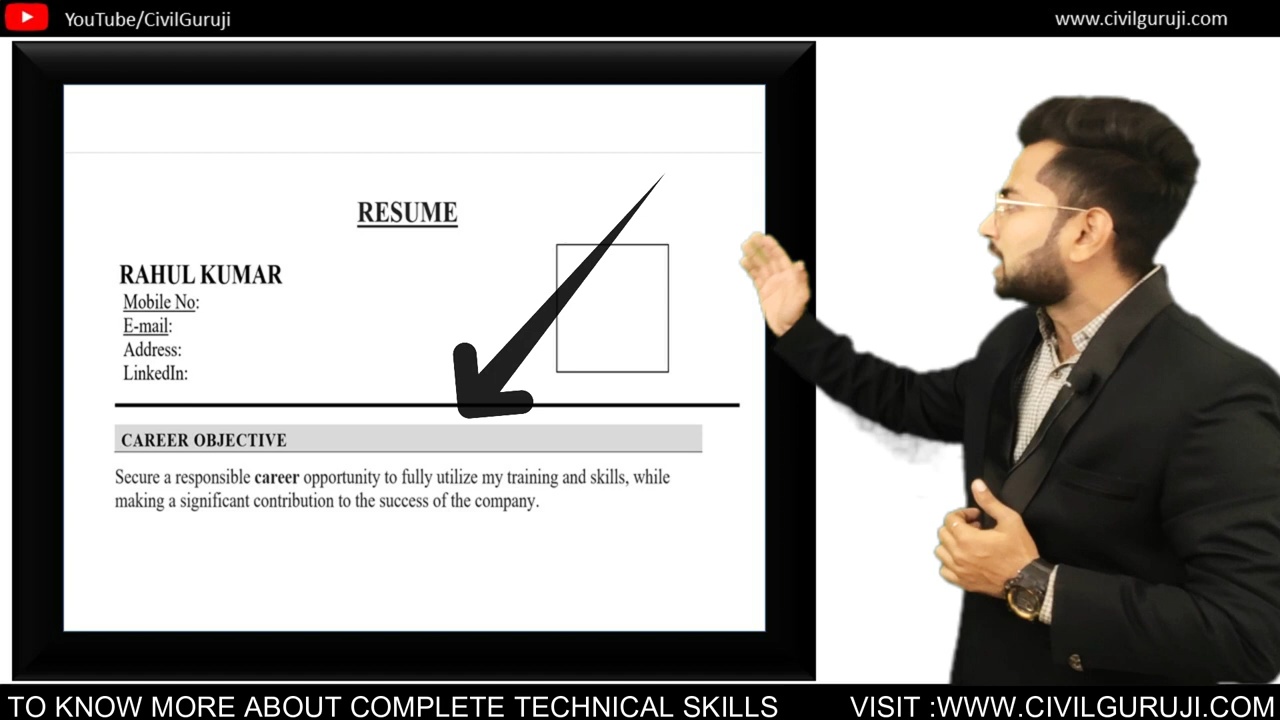 YouTube/CivilGuruji
www.civilguruji.com
RESUME
RAHUL KUMAR
Mobile No:
E-mail:
Address:
LinkedIn:
CAREER OBJECTIVE
Secure a responsible career opportunity to fully utilize my training and skills, while
making a significant contribution to the success of the company.
TO KNOW MORE ABOUT COMPLETE TECHNICAL SKILLS
VISIT :WWW.CIVILGURUJI.COM